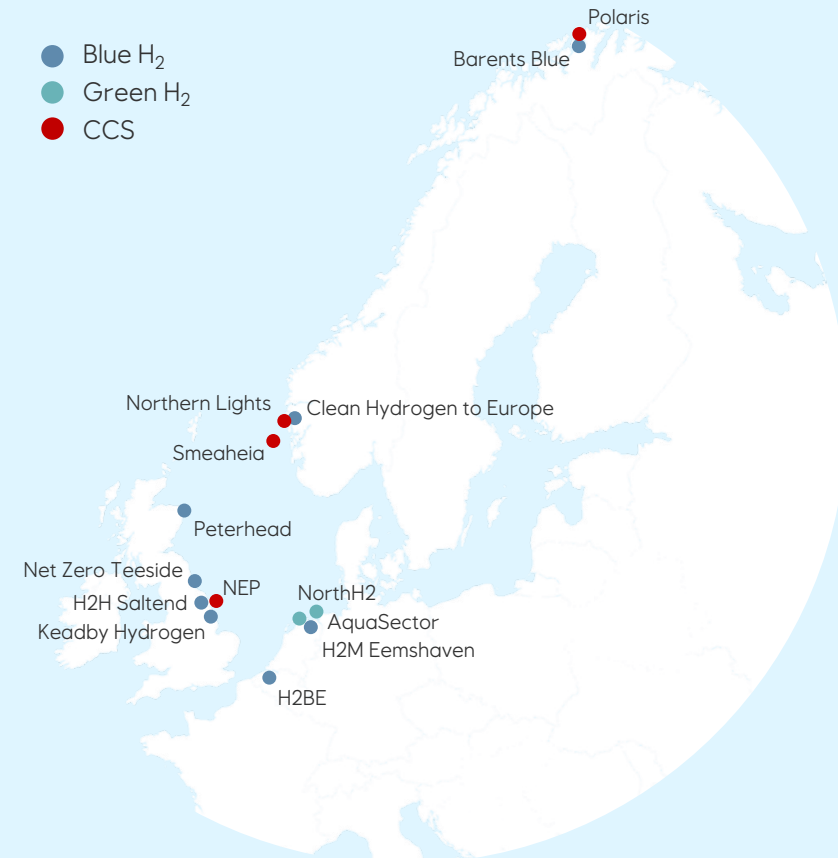 Polaris
Barents Blue
Blue H₂
Green H₂
CCS
Northern Lights
Clean Hydrogen to Europe
Smeaheia
Peterhead
Net Zero Teeside
NEP
H2H Saltend
Keadby Hydrogen
NorthH2
AquaSector
H2M Eemshaven
H2BE